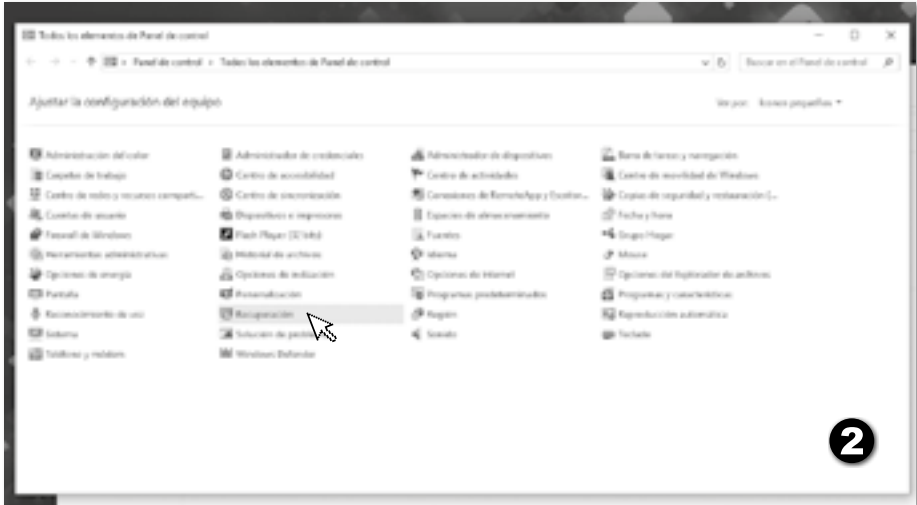 Todos los elementos de Panel de control
Panel de control › Todos los elementos de Panel de control
Buscar en el Panel de control
Ajustar la configuración del equipo
Ver por: Iconos pequeños
Administración del color
Administrador de credenciales
Administrador de dispositivos
Barra de tareas y navegación
Carpetas de trabajo
Centro de accesibilidad
Centro de actividades
Centro de movilidad de Windows
Centro de redes y recursos comparti...
Centro de sincronización
Conexiones de RemoteApp y Escritor...
Copias de seguridad y restauración (...
Cuentas de usuario
Dispositivos e impresoras
Espacios de almacenamiento
Fecha y hora
Firewall de Windows
Flash Player (32 bits)
Fuentes
Grupo Hogar
Herramientas administrativas
Historial de archivos
Idioma
Mouse
Opciones de energía
Opciones de indización
Opciones de Internet
Opciones del Explorador de archivos
Pantalla
Personalización
Programas predeterminados
Programas y características
Reconocimiento de voz
Recuperación
Región
Reproducción automática
Sistema
Solución de
Sonido
Teclado
Teléfono y módem
Windows Defender
2